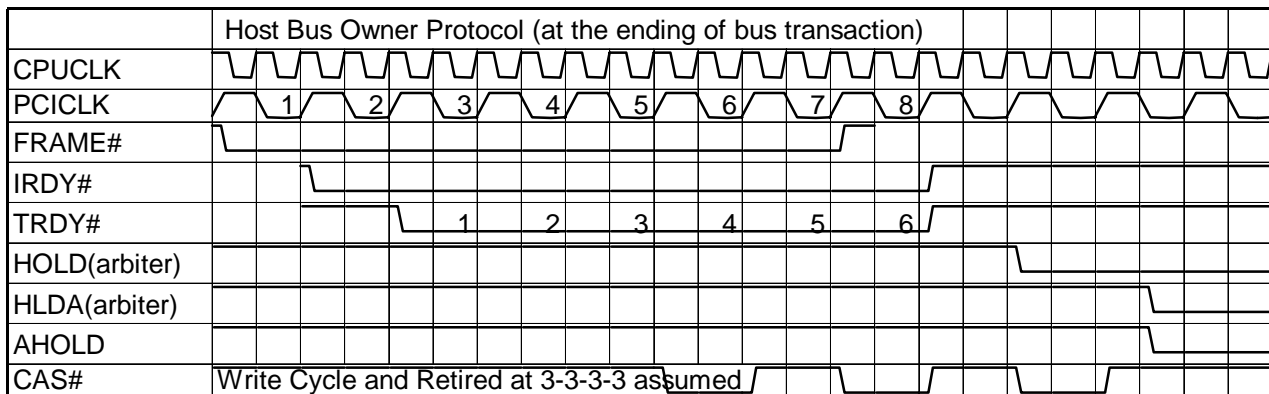 Host Bus Owner Protocol (at the ending of bus transaction)
CPUCLK
PCICLK 1 2 3 4 5 6 7 8
FRAME#
IRDY#
TRDY# 1 2 3 4 5 6
HOLD(arbiter)
HLDA(arbiter)
AHOLD
CAS# Write Cycle and Retired at 3-3-3-3 assumed